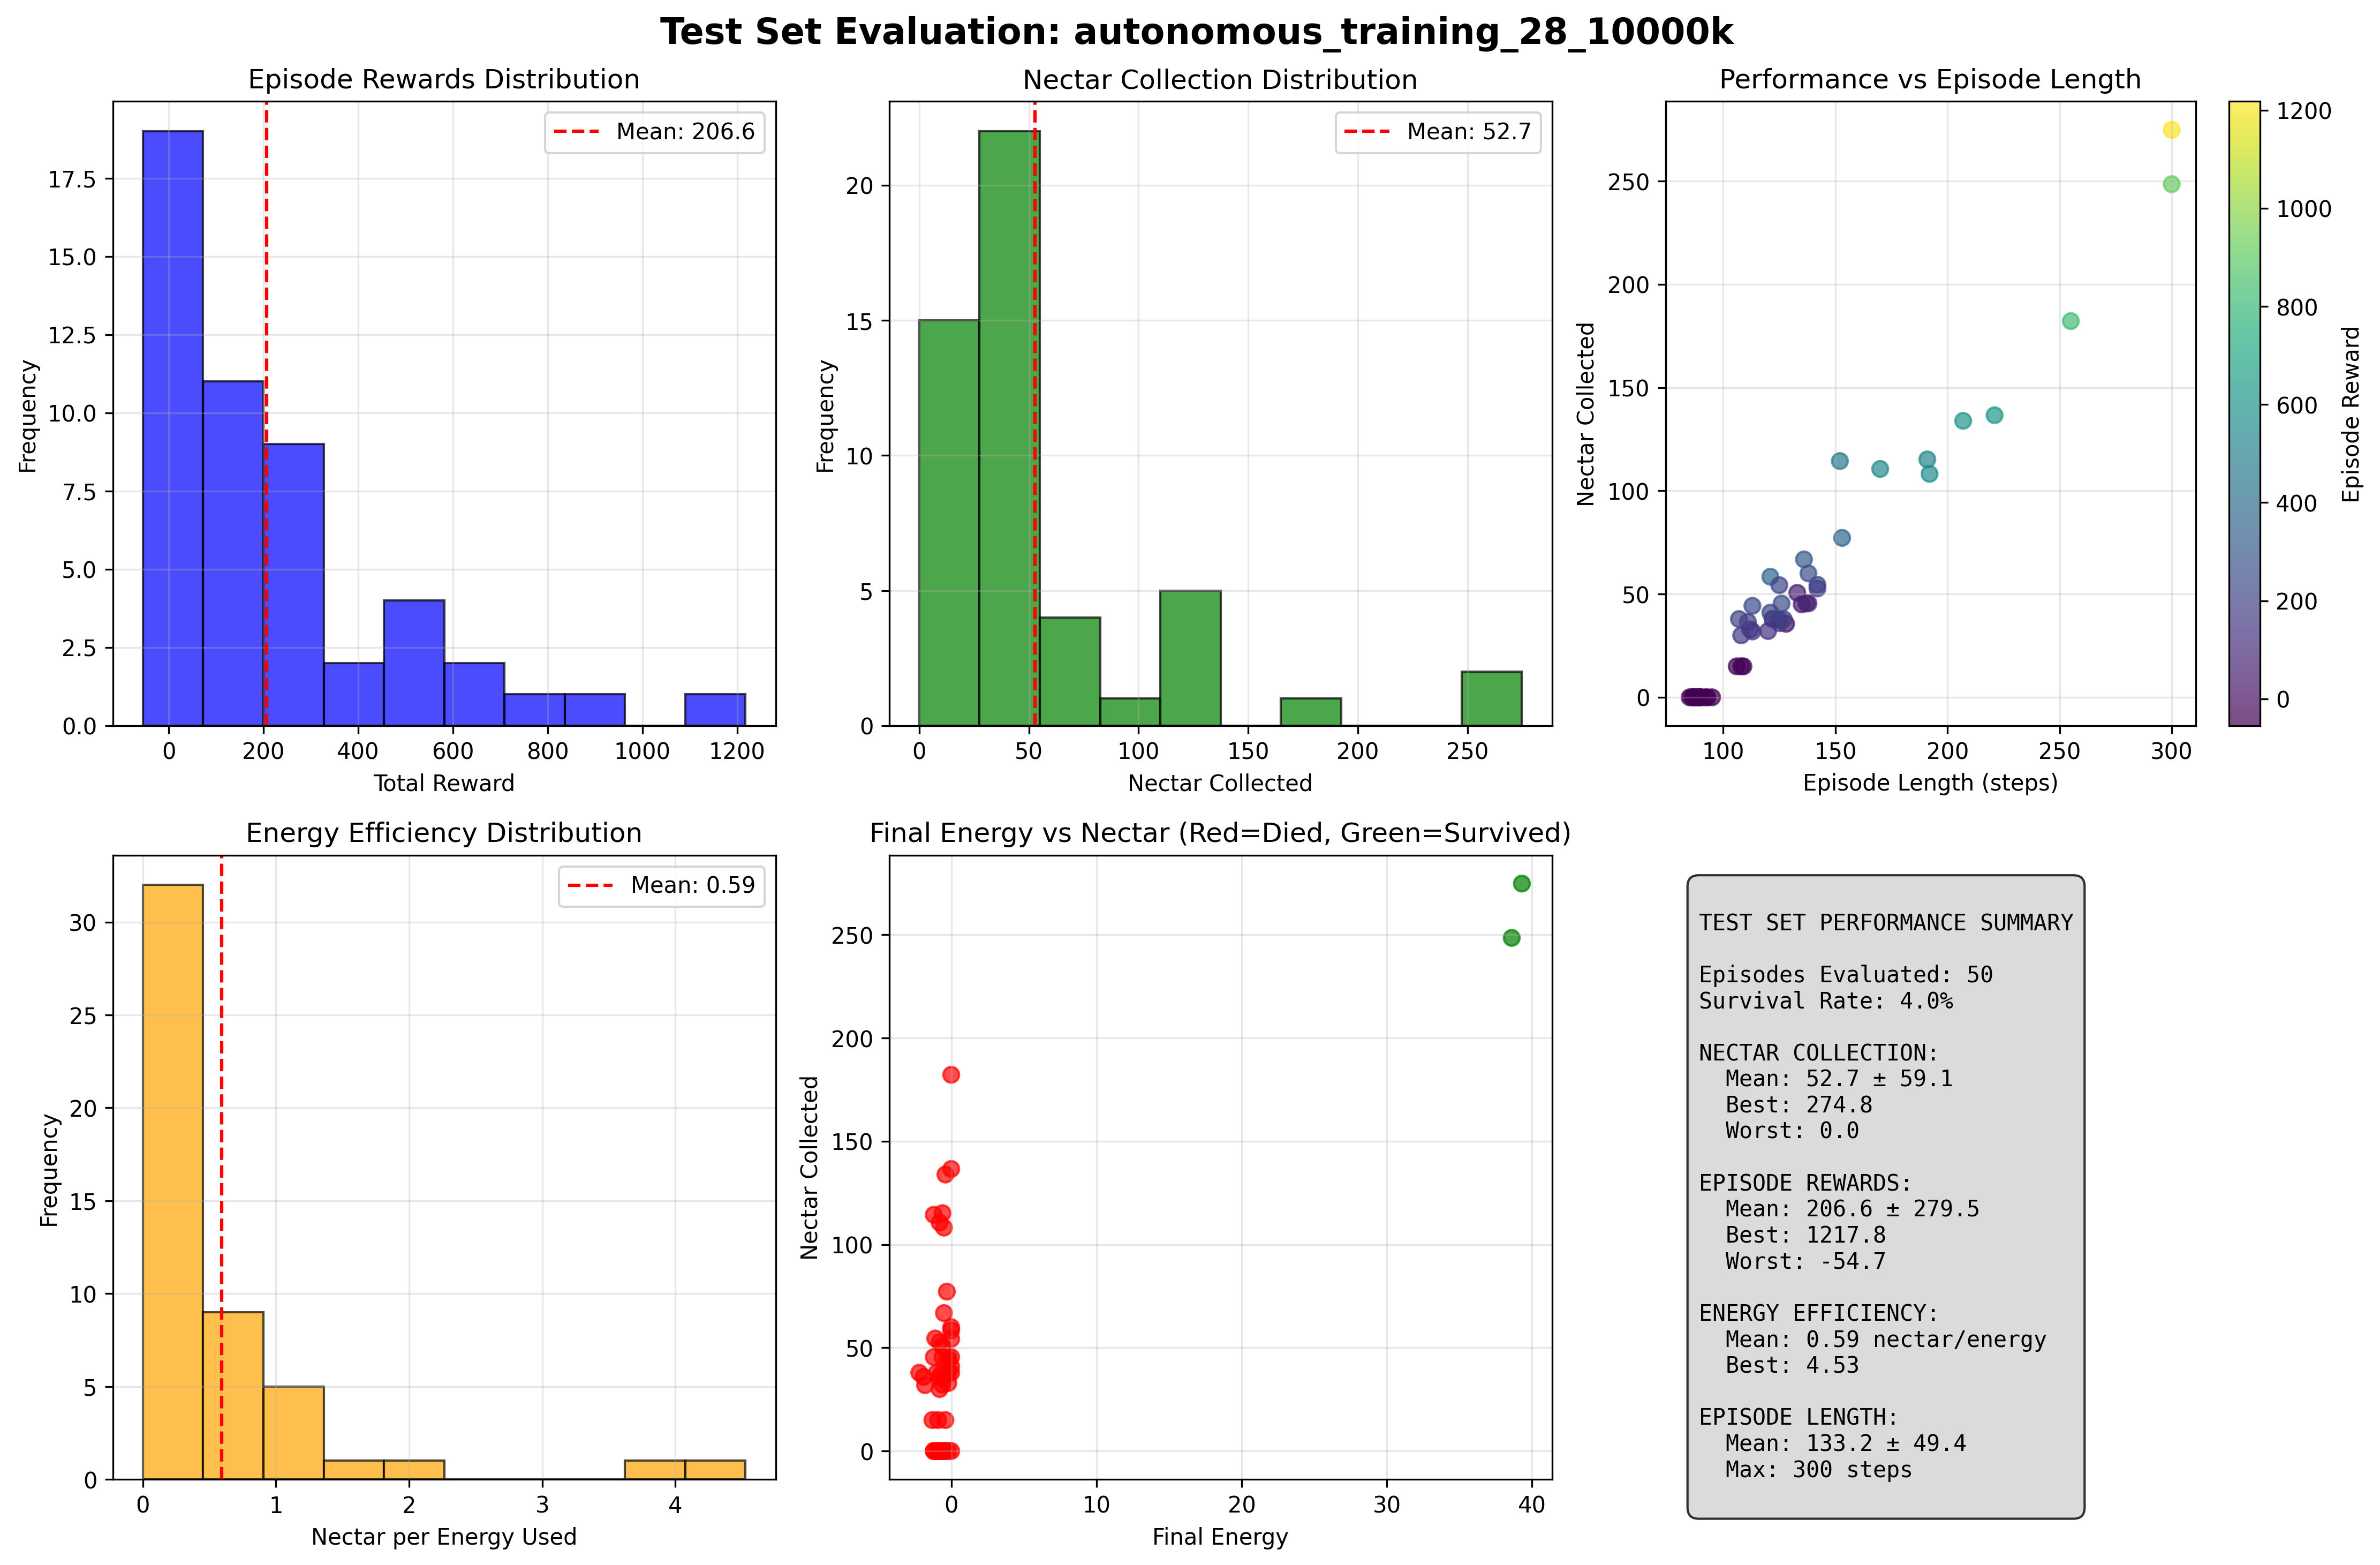 Test Set Evaluation: autonomous_training_28_10000k
Episode Rewards Distribution
Frequency
17.5
15.0
12.5
10.0
7.5
5.0
2.5
0.0
0 200 400 600 800 1000 1200
Total Reward
Mean: 206.6
Nectar Collection Distribution
Frequency
20
15
10
5
0
0 50 100 150 200 250
Nectar Collected
Mean: 52.7
Performance vs Episode Length
Nectar Collected
250
200
150
100
50
0
100 150 200 250 300
Episode Length (steps)
1200
1000
800
600
400
200
0
Episode Reward
Energy Efficiency Distribution
Frequency
30
25
20
15
10
5
0
0 1 2 3 4
Nectar per Energy Used
Mean: 0.59
Final Energy vs Nectar (Red=Died, Green=Survived)
Nectar Collected
250
200
150
100
50
0
0 10 20 30 40
Final Energy
TEST SET PERFORMANCE SUMMARY
Episodes Evaluated: 50
Survival Rate: 4.0%
NECTAR COLLECTION:
Mean: 52.7 ± 59.1
Best: 274.8
Worst: 0.0
EPISODE REWARDS:
Mean: 206.6 ± 279.5
Best: 1217.8
Worst: -54.7
ENERGY EFFICIENCY:
Mean: 0.59 nectar/energy
Best: 4.53
EPISODE LENGTH:
Mean: 133.2 ± 49.4
Max: 300 steps